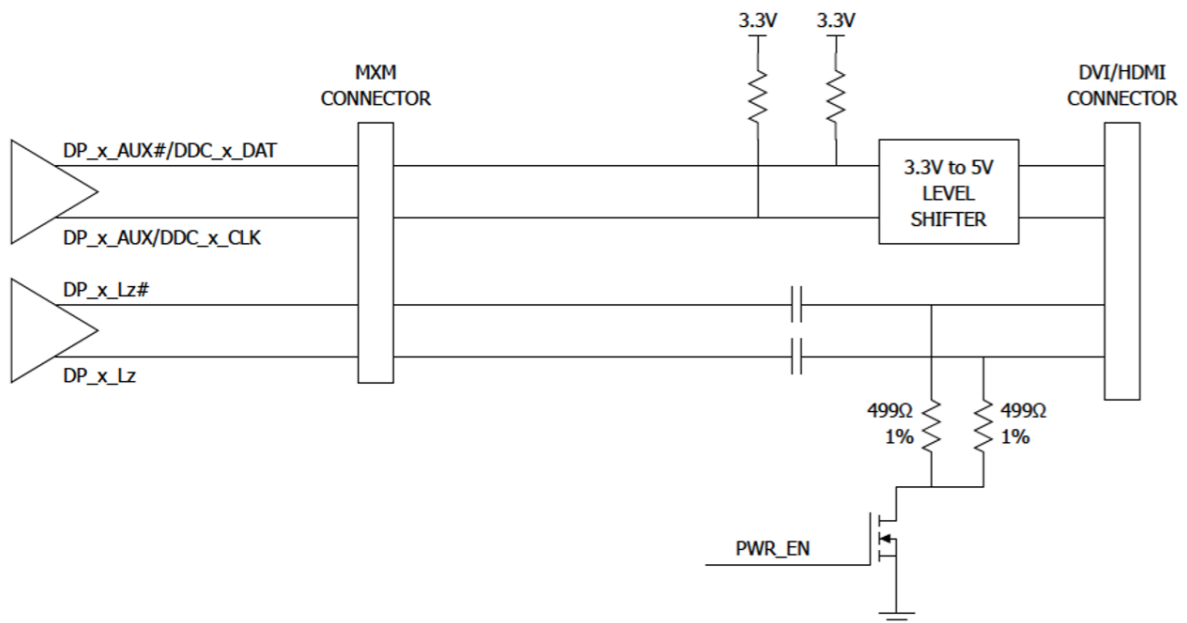 3.3V
3.3V
MXM
CONNECTOR
DVI/HDMI
CONNECTOR
DP_x_AUX#/DDC_x_DAT
3.3V to 5V
LEVEL
SHIFTER
DP_x_AUX/DDC_x_CLK
DP_x_Lz#
DP_x_Lz
499Ω
1%
499Ω
1%
PWR_EN